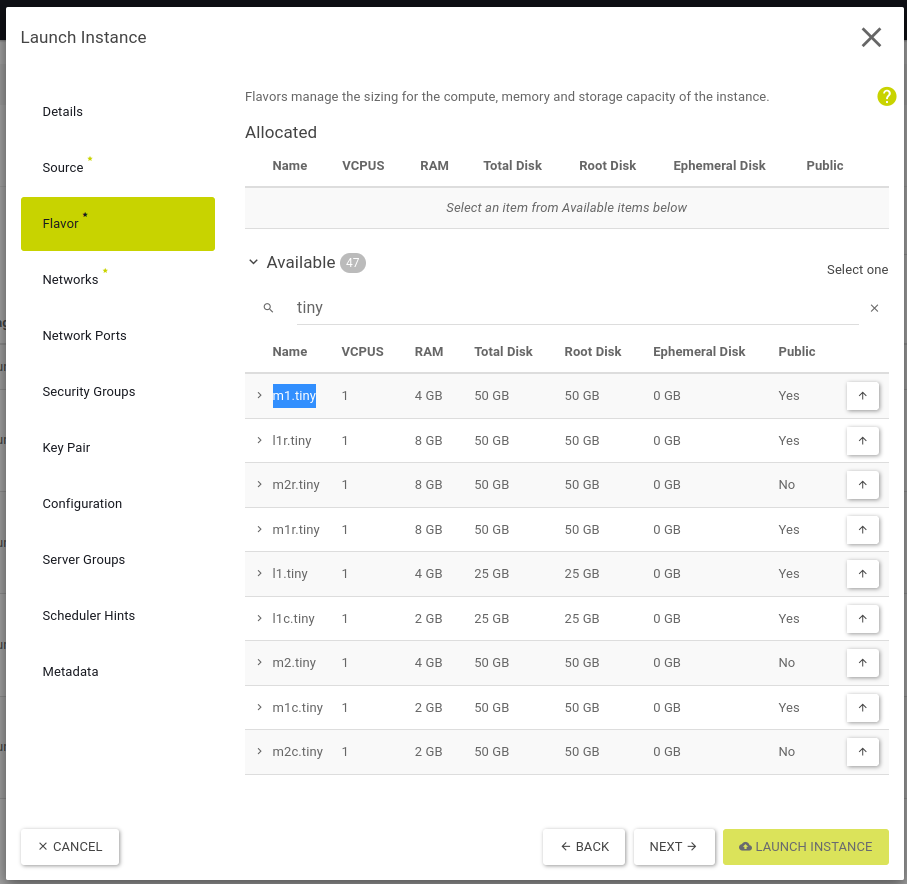 Launch Instance
Details
Source *
Flavor *
Networks *
Network Ports
Security Groups
Key Pair
Configuration
Server Groups
Scheduler Hints
Metadata
Flavors manage the sizing for the compute, memory and storage capacity of the instance. ?
Allocated
Name VCPUS RAM Total Disk Root Disk Ephemeral Disk Public
Select an item from Available items below
Available 47
Select one
tiny
Name VCPUS RAM Total Disk Root Disk Ephemeral Disk Public
m1.tiny 1 4 GB 50 GB 50 GB 0 GB Yes
l1r.tiny 1 8 GB 50 GB 50 GB 0 GB Yes
m2r.tiny 1 8 GB 50 GB 50 GB 0 GB No
m1r.tiny 1 8 GB 50 GB 50 GB 0 GB Yes
l1.tiny 1 4 GB 25 GB 25 GB 0 GB Yes
l1c.tiny 1 2 GB 25 GB 25 GB 0 GB Yes
m2.tiny 1 4 GB 50 GB 50 GB 0 GB No
m1c.tiny 1 2 GB 50 GB 50 GB 0 GB Yes
m2c.tiny 1 2 GB 50 GB 50 GB 0 GB No
CANCEL
BACK
NEXT
LAUNCH INSTANCE